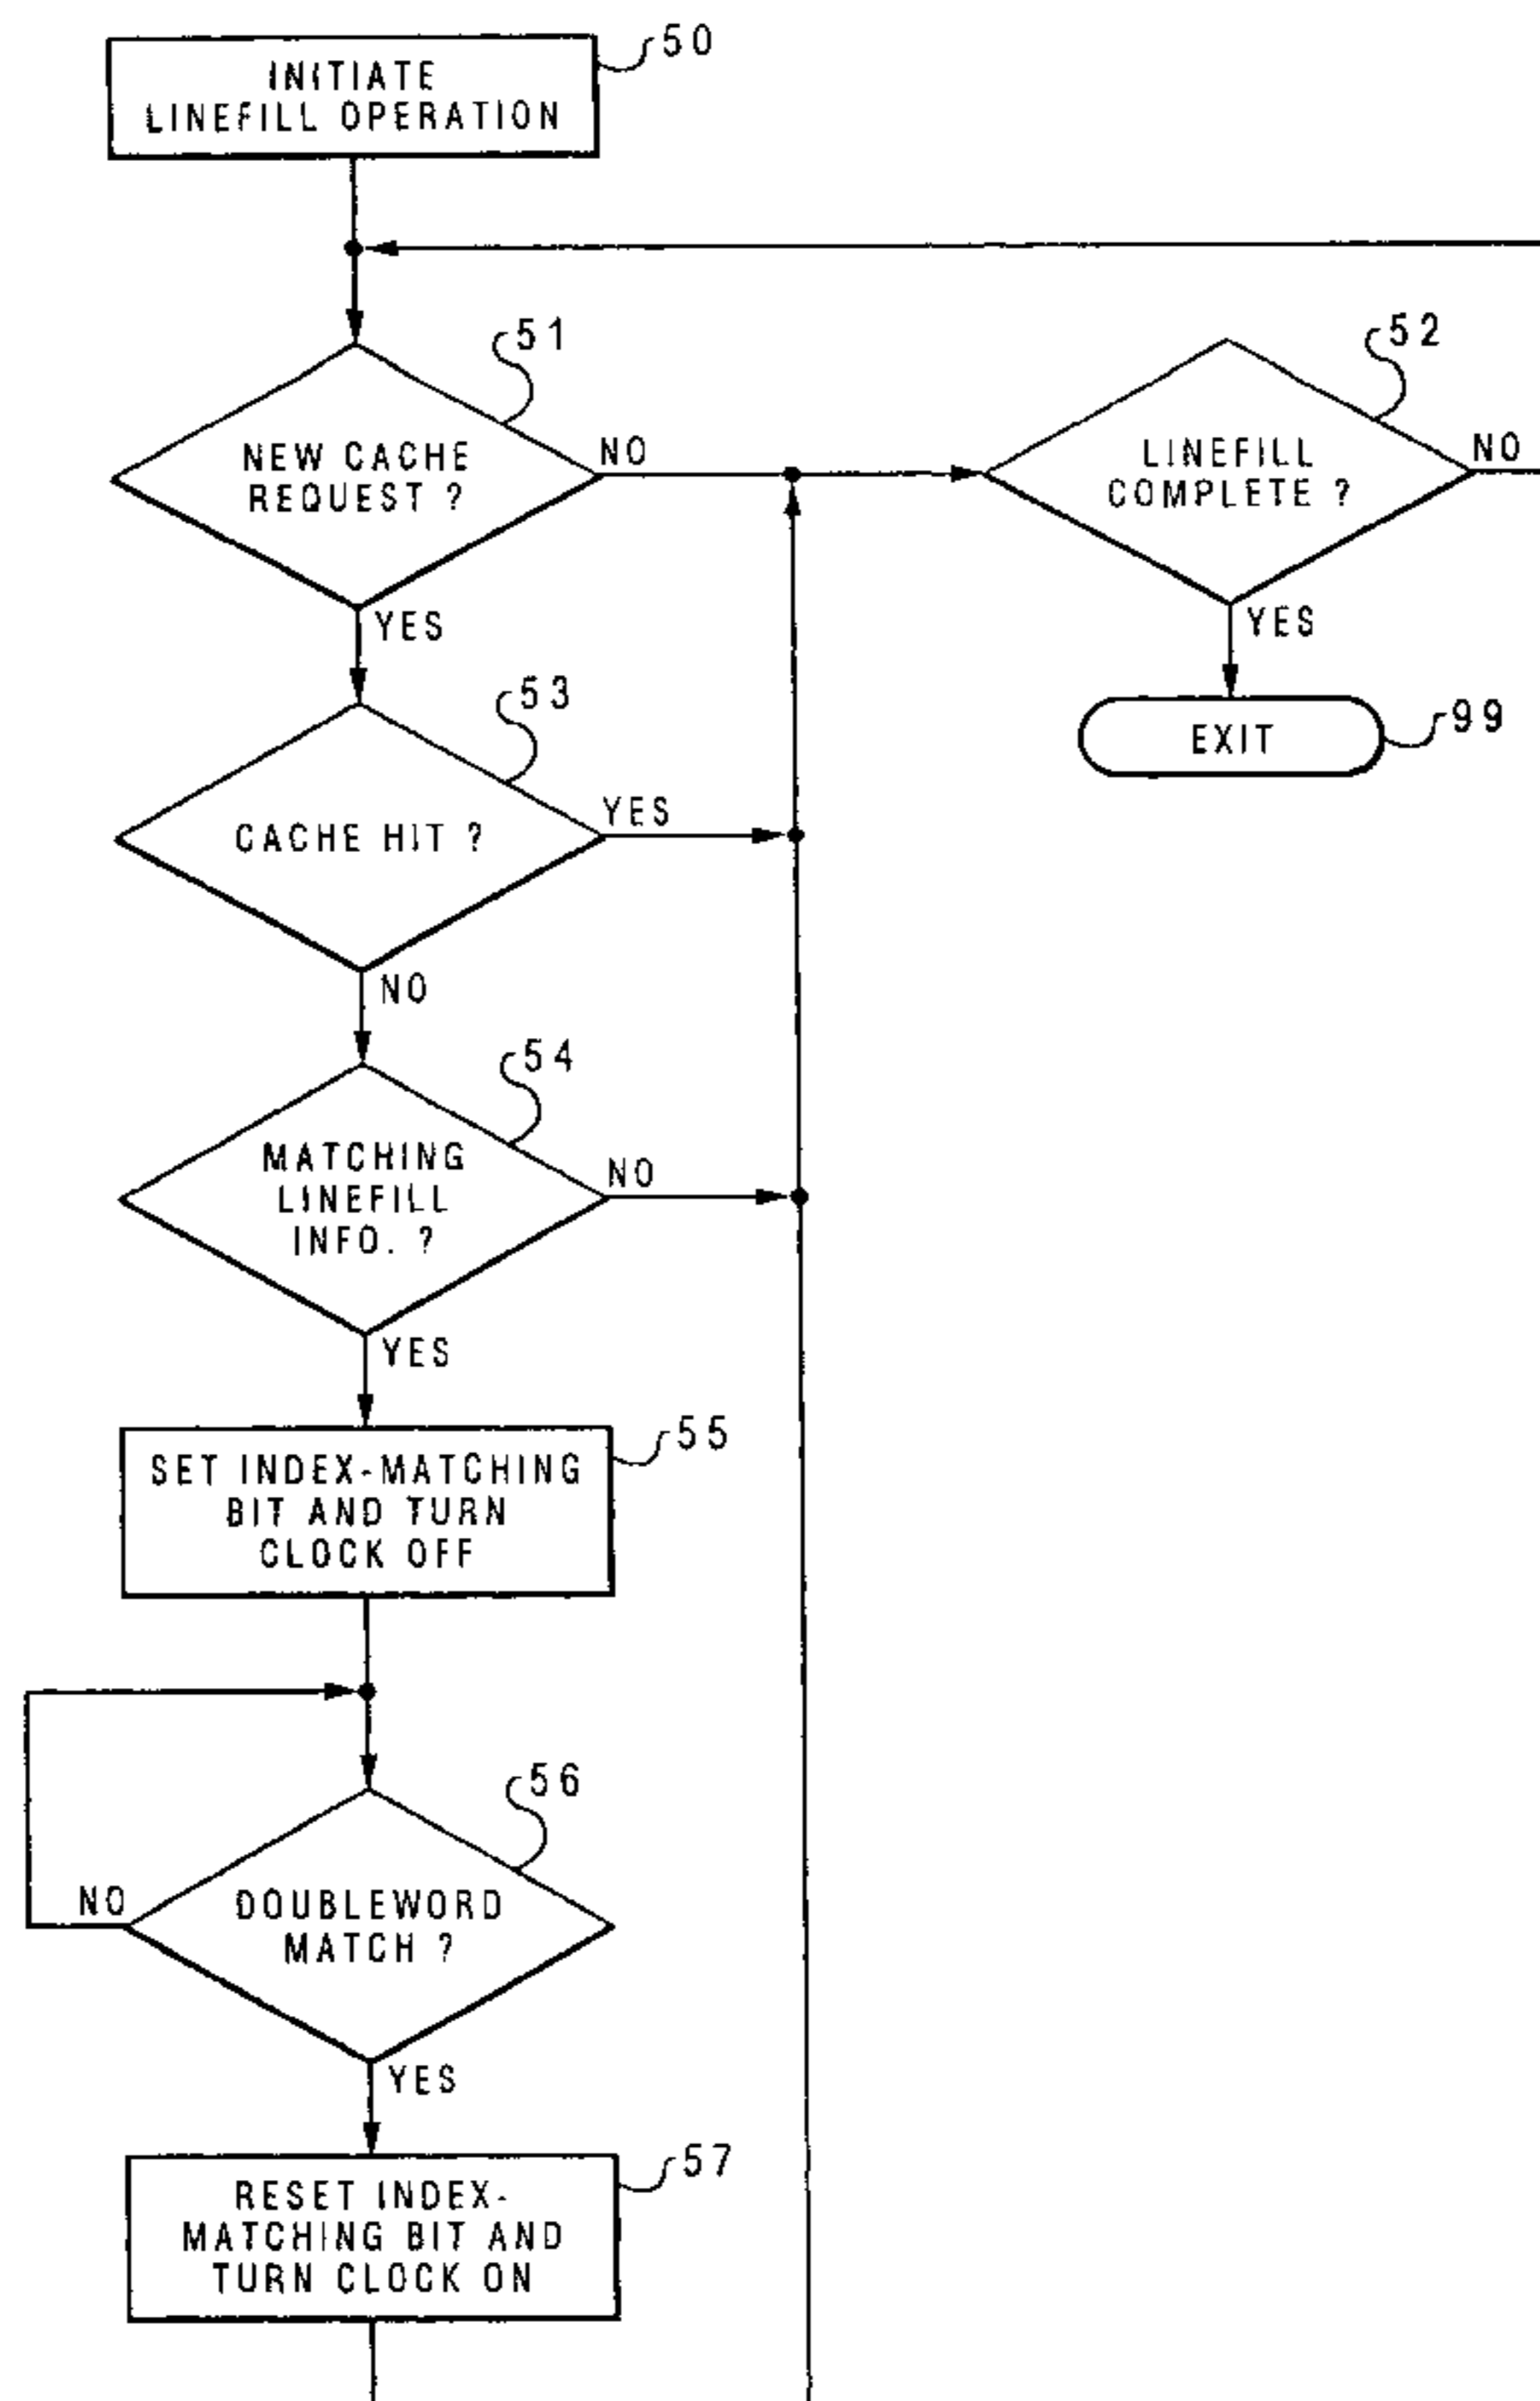 50
INITIATE
LINEFILL OPERATION
51
NEW CACHE
REQUEST ?
NO
YES
52
LINEFILL
COMPLETE ?
NO
YES
99
EXIT
53
CACHE HIT ?
YES
NO
54
MATCHING
LINEFILL
INFO. ?
NO
YES
55
SET INDEX-MATCHING
BIT AND TURN
CLOCK OFF
56
DOUBLEWORD
MATCH ?
NO
YES
57
RESET INDEX-
MATCHING BIT AND
TURN CLOCK ON